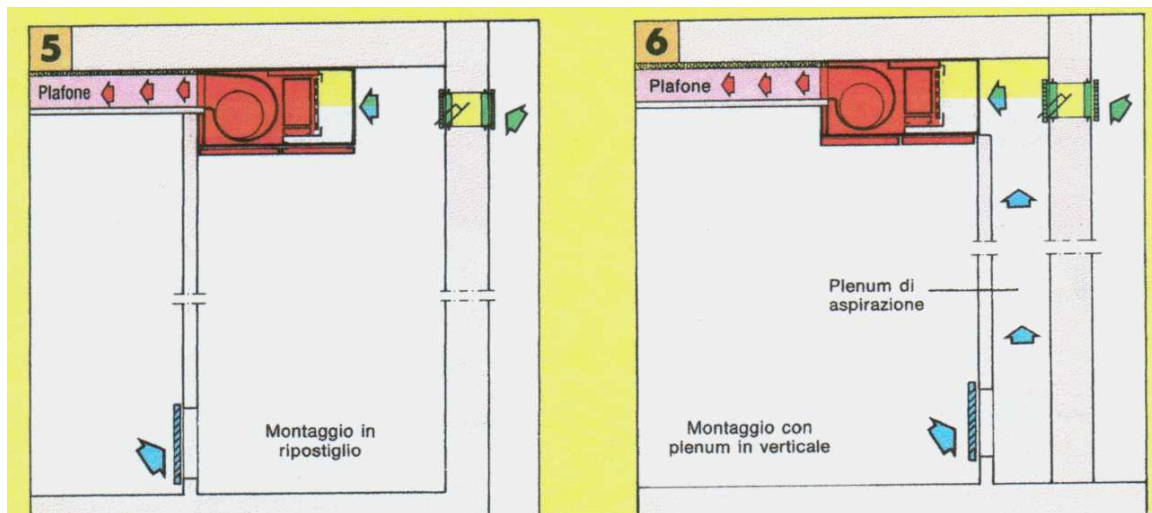 5
Plafone
Montaggio in
ripostiglio
6
Plafone
Plenum di
aspirazione
Montaggio con
plenum in verticale